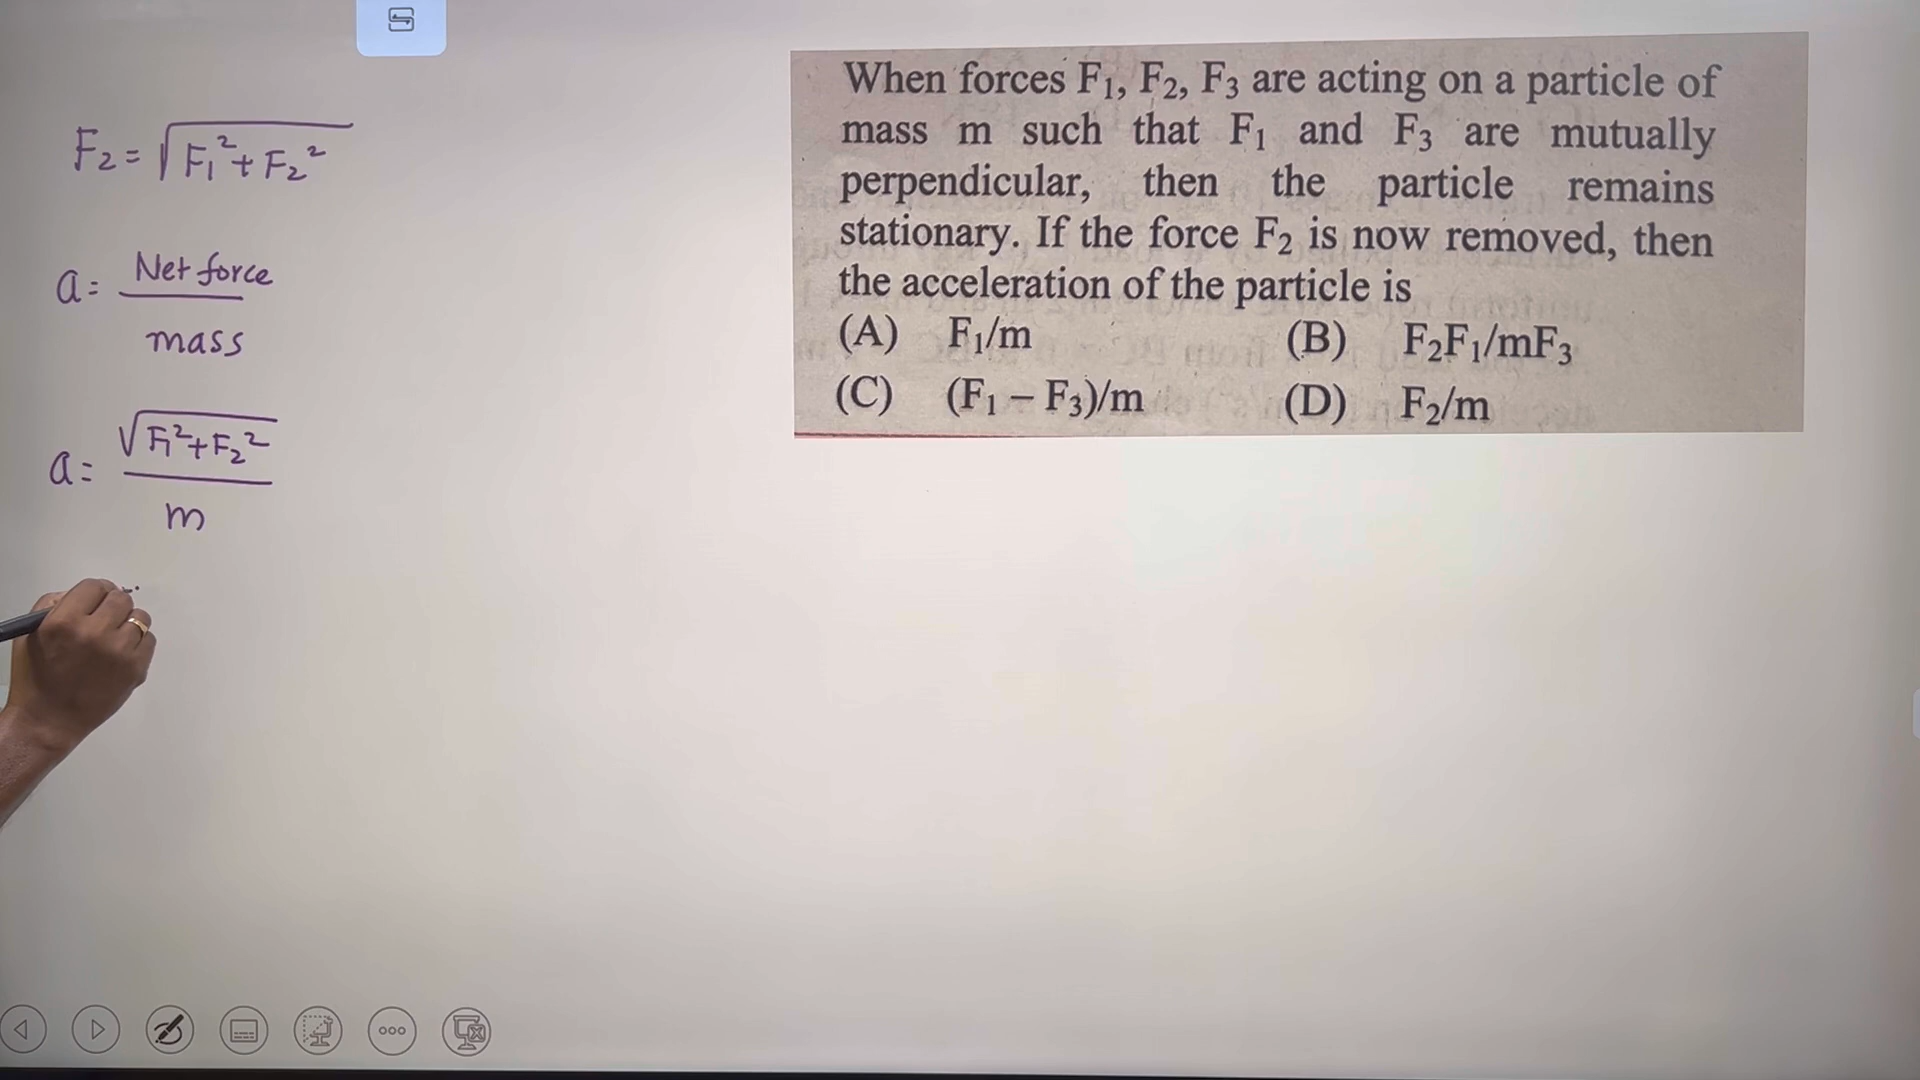 F₂ = √F₁² + F₂²
a = Net force
mass
a = √F₁² + F₂²
m
When forces F₁, F₂, F₃ are acting on a particle of
mass m such that F₁ and F₃ are mutually
perpendicular, then the particle remains
stationary. If the force F₂ is now removed, then
the acceleration of the particle is
(A) F₁/m (B) F₂F₁/mF₃
(C) (F₁ – F₃)/m (D) F₂/m